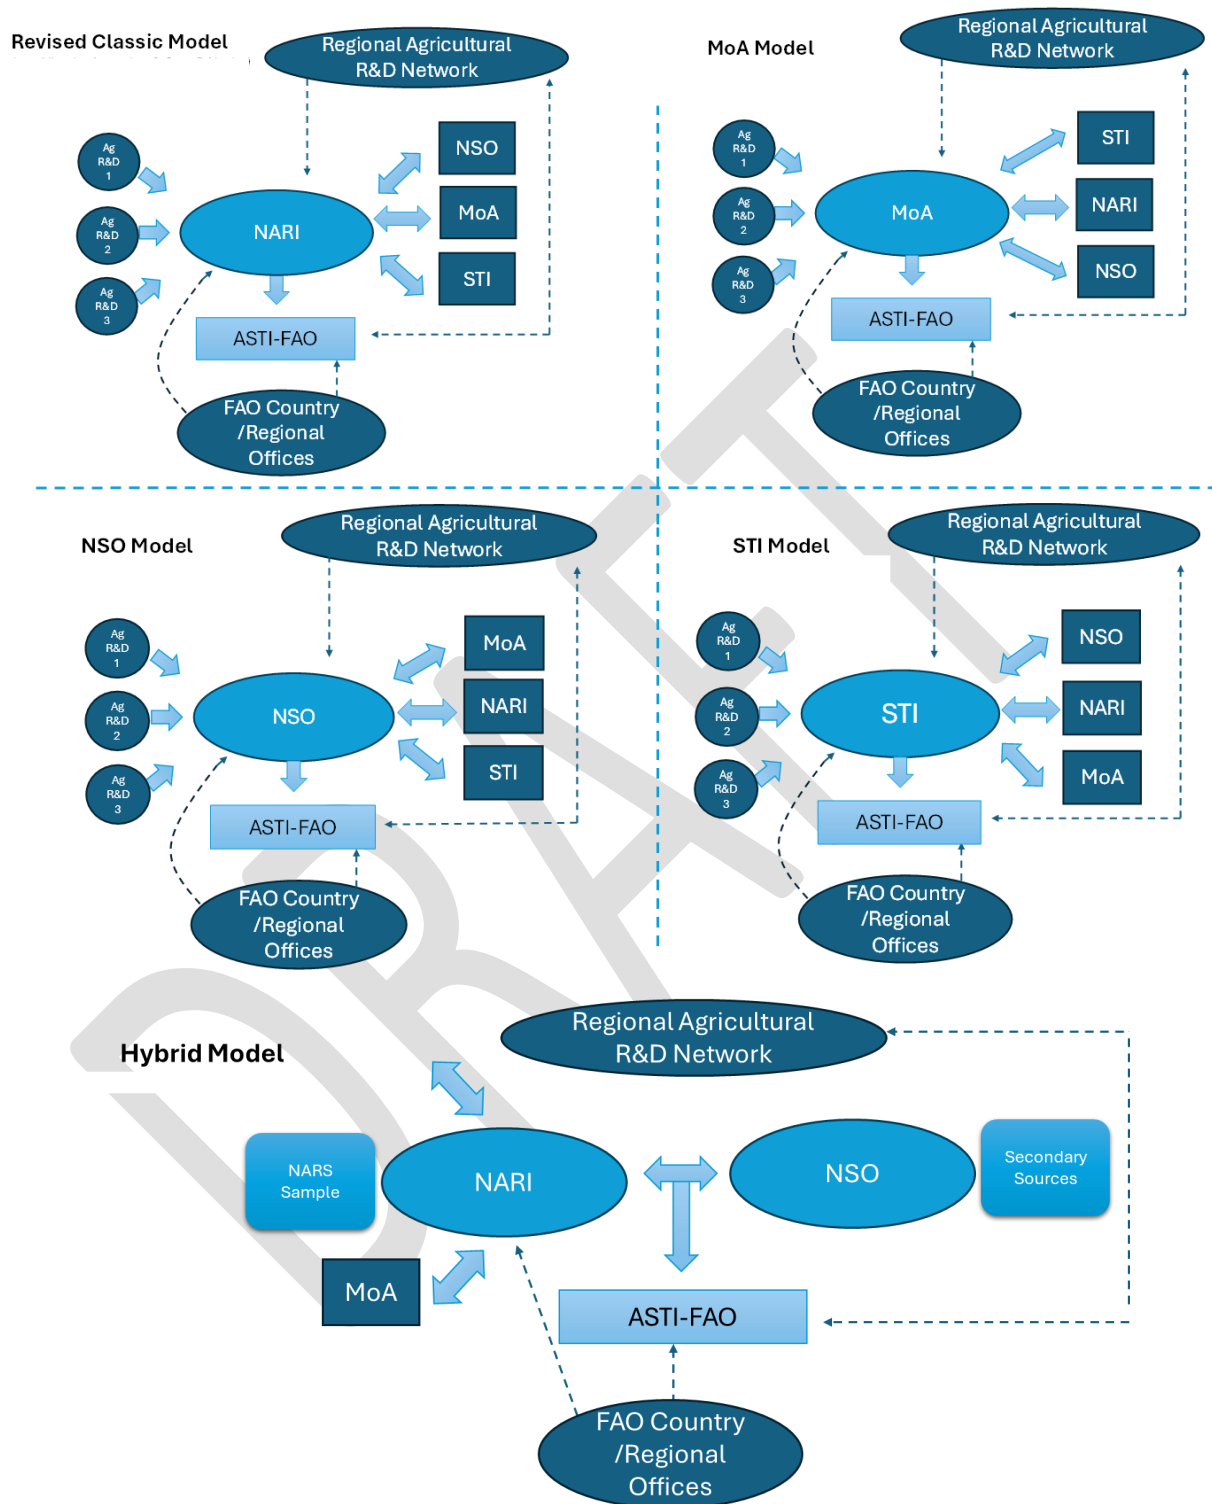 Revised Classic Model
Regional Agricultural
R&D Network
Ag
R&D
1
Ag
R&D
2
Ag
R&D
3
NARI
NSO
MoA
STI
ASTI-FAO
FAO Country
/Regional
Offices
MoA Model
Regional Agricultural
R&D Network
Ag
R&D
1
Ag
R&D
2
Ag
R&D
3
MoA
STI
NARI
NSO
ASTI-FAO
FAO Country
/Regional
Offices
NSO Model
Regional Agricultural
R&D Network
Ag
R&D
1
Ag
R&D
2
Ag
R&D
3
NSO
MoA
NARI
STI
ASTI-FAO
FAO Country
/Regional
Offices
STI Model
Regional Agricultural
R&D Network
Ag
R&D
1
Ag
R&D
2
Ag
R&D
3
STI
NSO
NARI
MoA
ASTI-FAO
FAO Country
/Regional
Offices
Hybrid Model
Regional Agricultural
R&D Network
NARS
Sample
NARI
NSO
Secondary
Sources
MoA
ASTI-FAO
FAO Country
/Regional
Offices
DRAFT